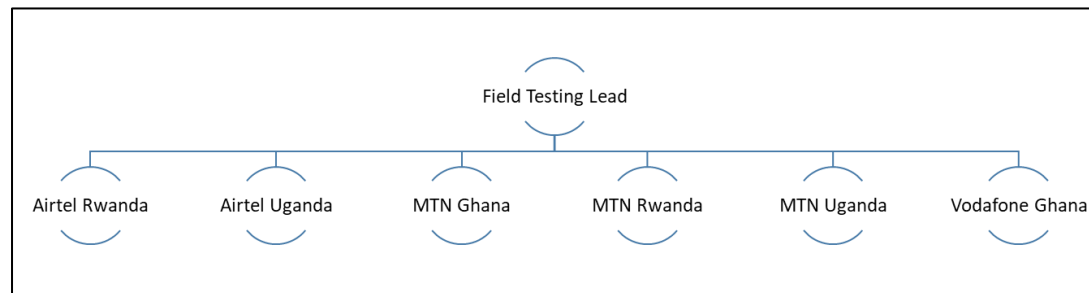 Field Testing Lead
Airtel Rwanda
Airtel Uganda
MTN Ghana
MTN Rwanda
MTN Uganda
Vodafone Ghana